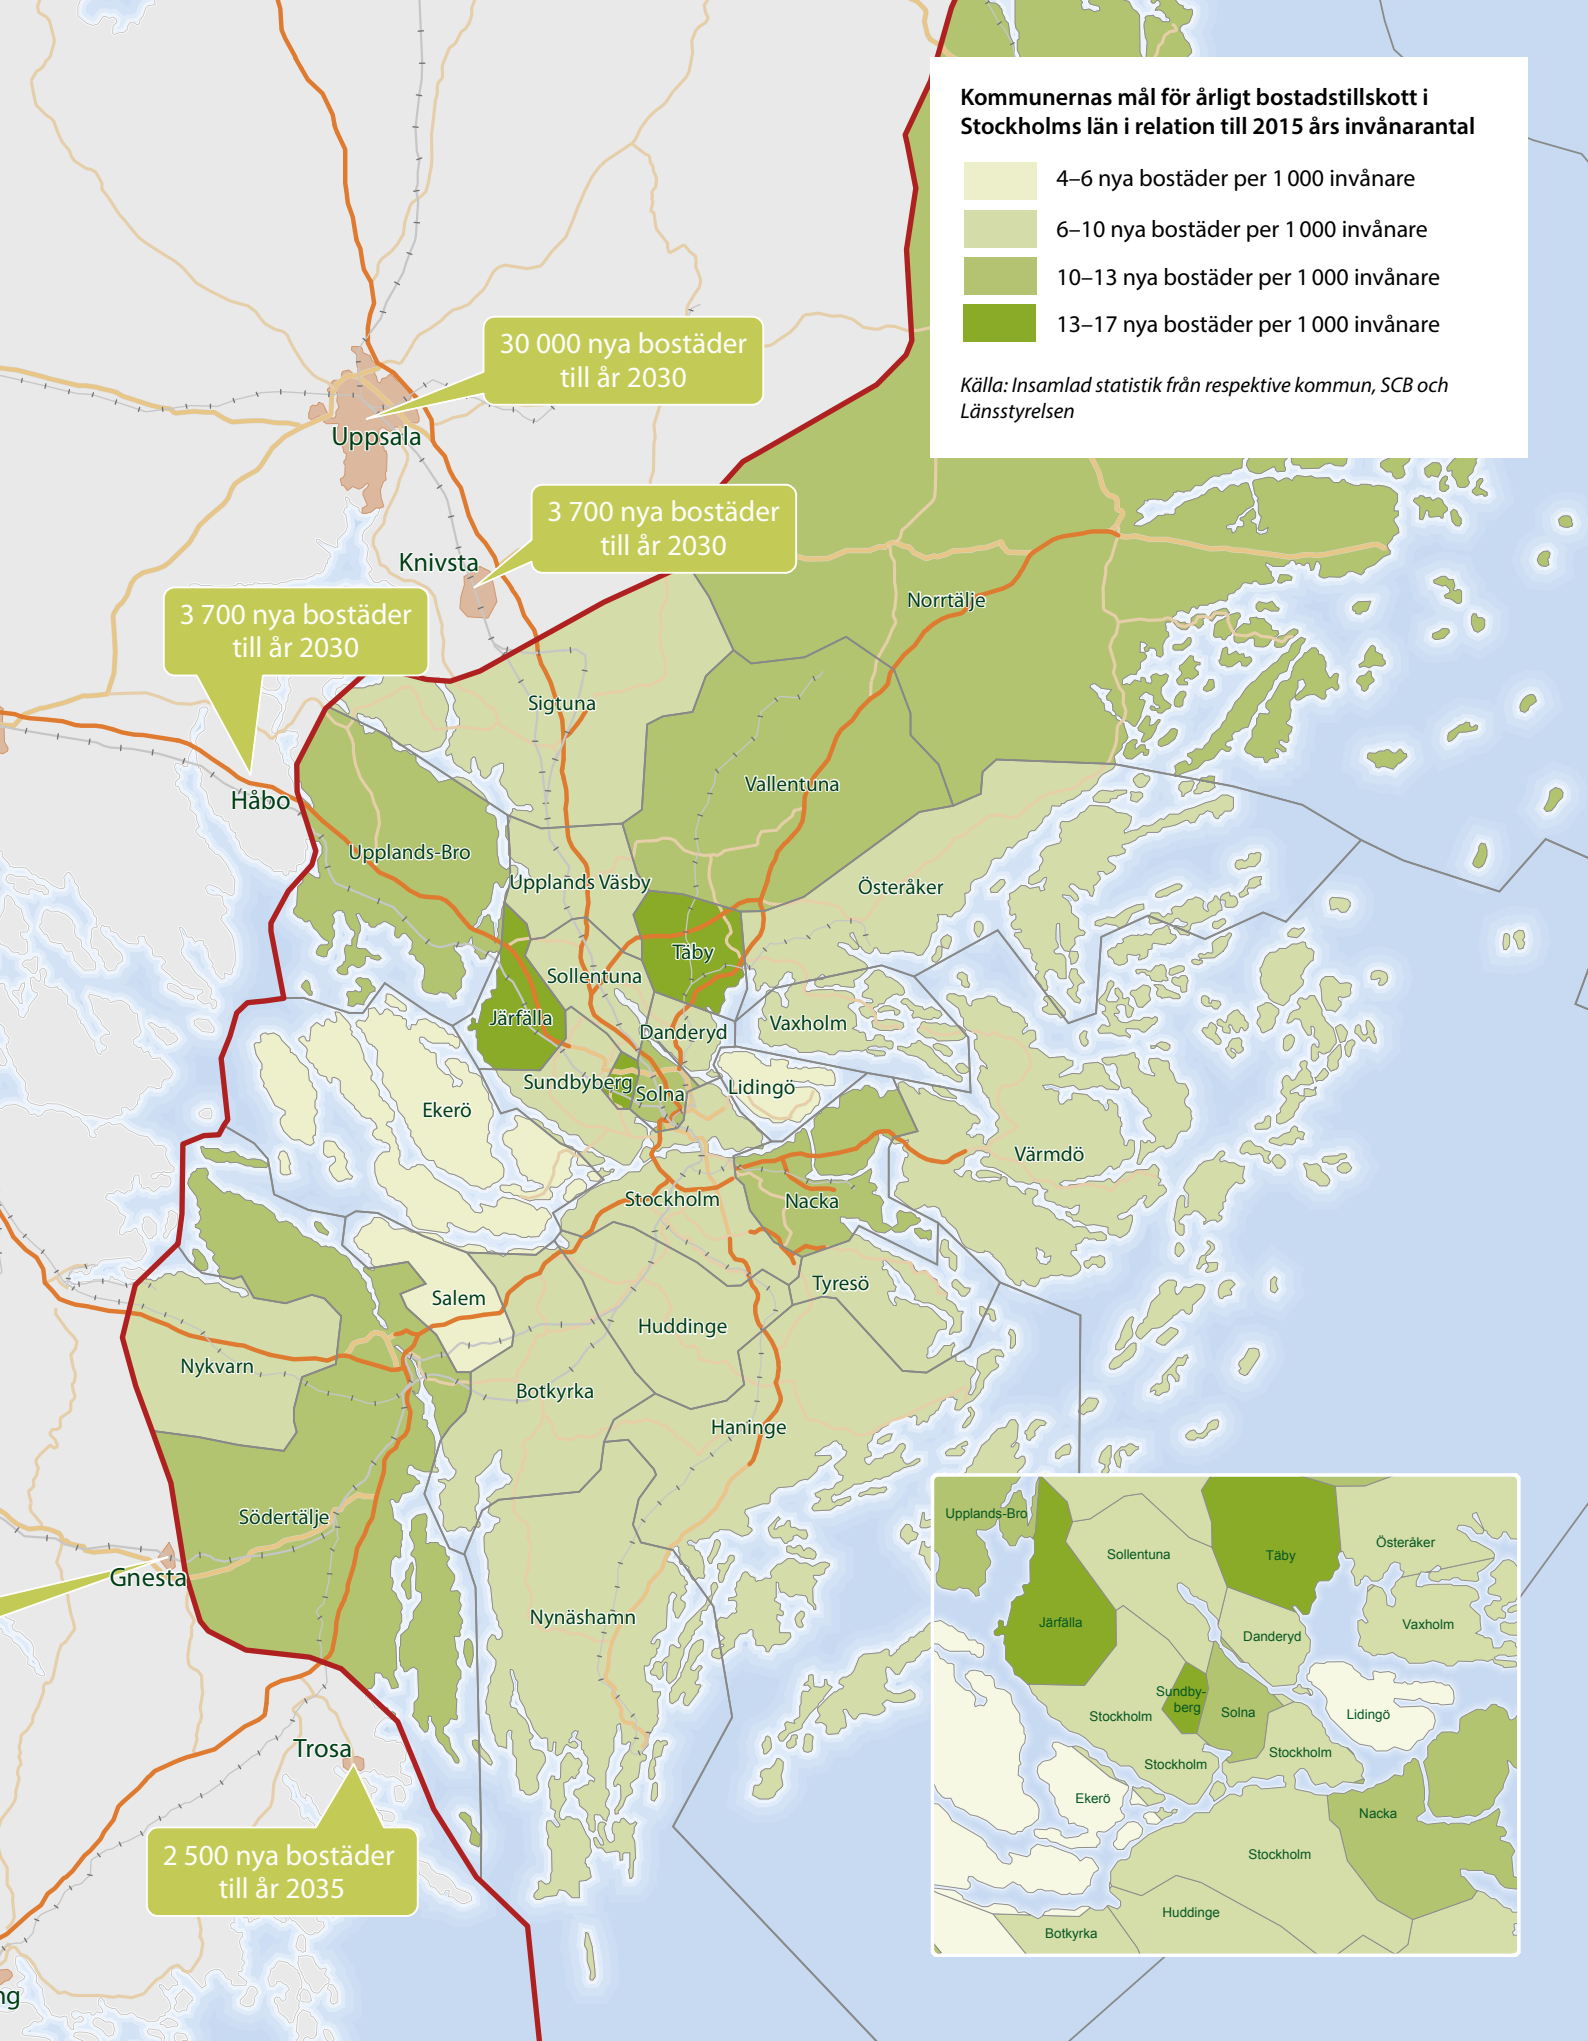 Kommunernas mål för årligt bostadstillskott i
Stockholms län i relation till 2015 års invånarantal
4–6 nya bostäder per 1 000 invånare
6–10 nya bostäder per 1 000 invånare
10–13 nya bostäder per 1 000 invånare
13–17 nya bostäder per 1 000 invånare
Källa: Insamlad statistik från respektive kommun, SCB och
Länsstyrelsen
30 000 nya bostäder
till år 2030
Uppsala
3 700 nya bostäder
till år 2030
Knivsta
3 700 nya bostäder
till år 2030
Håbo
Norrtälje
Sigtuna
Vallentuna
Upplands-Bro
Upplands Väsby
Österåker
Täby
Sollentuna
Järfälla
Danderyd
Vaxholm
Sundbyberg
Solna
Lidingö
Ekerö
Värmdö
Stockholm
Nacka
Tyresö
Salem
Huddinge
Nykvarn
Botkyrka
Haninge
Södertälje
Gnesta
Nynäshamn
Trosa
2 500 nya bostäder
till år 2035
ng
Upplands-Bro
Sollentuna
Täby
Österåker
Järfälla
Danderyd
Vaxholm
Sundby-
berg
Stockholm
Solna
Lidingö
Stockholm
Stockholm
Ekerö
Nacka
Stockholm
Huddinge
Botkyrka